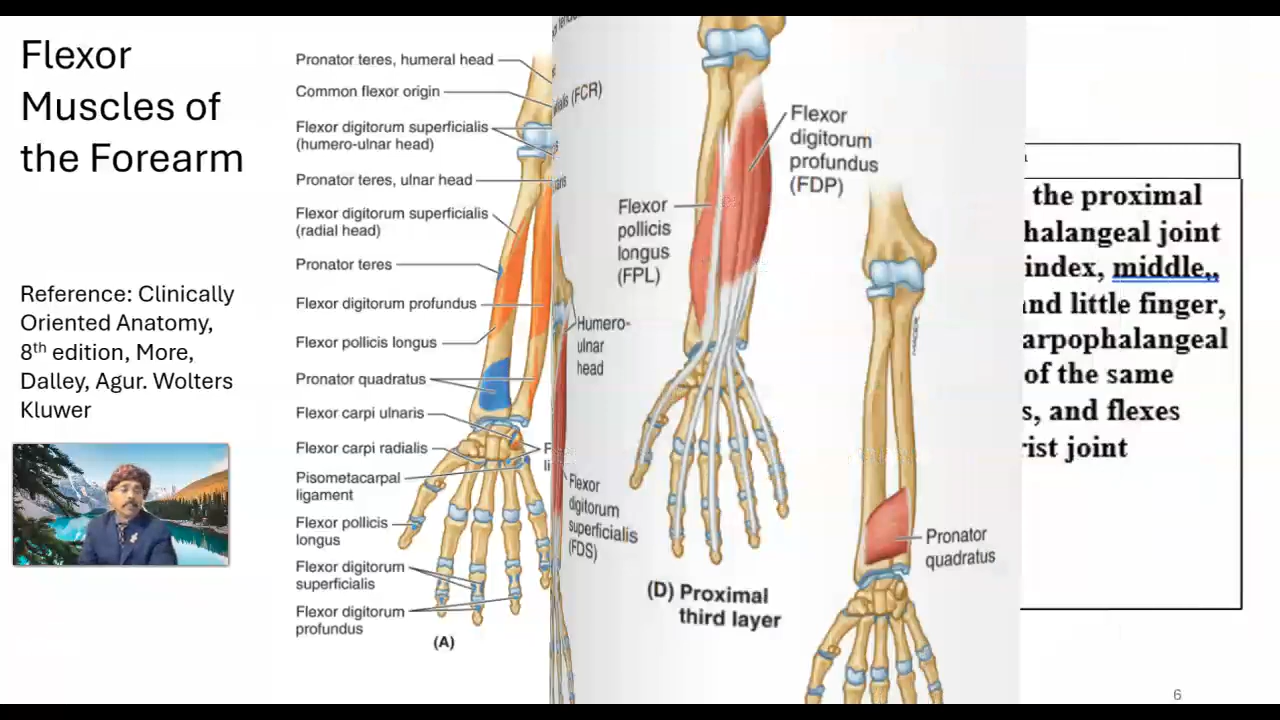 Flexor
Muscles of
the Forearm
Reference: Clinically
Oriented Anatomy,
8th edition, More,
Dalley, Agur. Wolters
Kluwer
Pronator teres, humeral head
Common flexor origin
Flexor digitorum superficialis
(humero-ulnar head)
Pronator teres, ulnar head
Flexor digitorum superficialis
(radial head)
Pronator teres
Flexor digitorum profundus
Flexor pollicis longus
Pronator quadratus
Flexor carpi ulnaris
Flexor carpi radialis
Pisometacarpal
ligament
Flexor pollicis
longus
Flexor digitorum
superficialis
Flexor digitorum
profundus
(A)
(FCR)
Humero-
ulnar
head
Flexor
digitorum
superficialis
(FDS)
Flexor
pollicis
longus
(FPL)
Flexor
digitorum
profundus
(FDP)
(D) Proximal
third layer
Pronator
quadratus
the proximal
halangeal joint
index, middle,,
nd little finger,
arpophalangeal
of the same
s, and flexes
rist joint
6